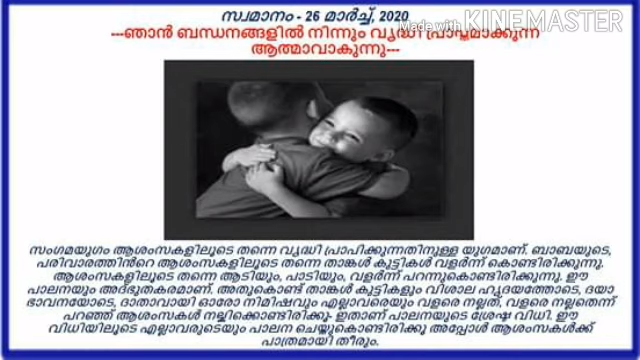 സ്വമാനം - 26 മാർച്ച്, 2020
Made with KINEMASTER
---ഞാൻ ബന്ധനങ്ങളിൽ നിന്നും വൃദ്ധി പ്രാപ്തമാക്കുന്ന
ആത്മാവാകുന്നു---
സംഗമയുഗം ആശംസകളിലൂടെ തന്നെ വൃദ്ധി പ്രാപിക്കുന്നതിനുള്ള യുഗമാണ്. ബാബയുടെ,
പരിവാരത്തിൻറെ ആശംസകളിലൂടെ തന്നെ താങ്കൾ കുട്ടികൾ വളർന്ന് കൊണ്ടിരിക്കുന്നു.
ആശംസകളിലൂടെ തന്നെ ആടിയും, പാടിയും, വളർന്ന് പറന്നുകൊണ്ടിരിക്കുന്നു. ഈ
പാലനയും അദ്ഭുതകരമാണ്. അതുകൊണ്ട് താങ്കൾ കുട്ടികളും വിശാല ഹൃദയത്തോടെ, ദയാ
ഭാവനയോടെ, ദാതാവായി ഓരോ നിമിഷവും എല്ലാവരെയും വളരെ നല്ലത്, വളരെ നല്ലതെന്ന്
പറഞ്ഞ് ആശംസകൾ നല്കിക്കൊണ്ടിരിക്കൂ- ഇതാണ് പാലനയുടെ ശ്രേഷ്ഠ വിധി. ഈ
വിധിയിലൂടെ എല്ലാവരുടെയും പാലന ചെയ്തുകൊണ്ടിരിക്കൂ അപ്പോൾ ആശംസകൾക്ക്
പാത്രമായി തീരും.